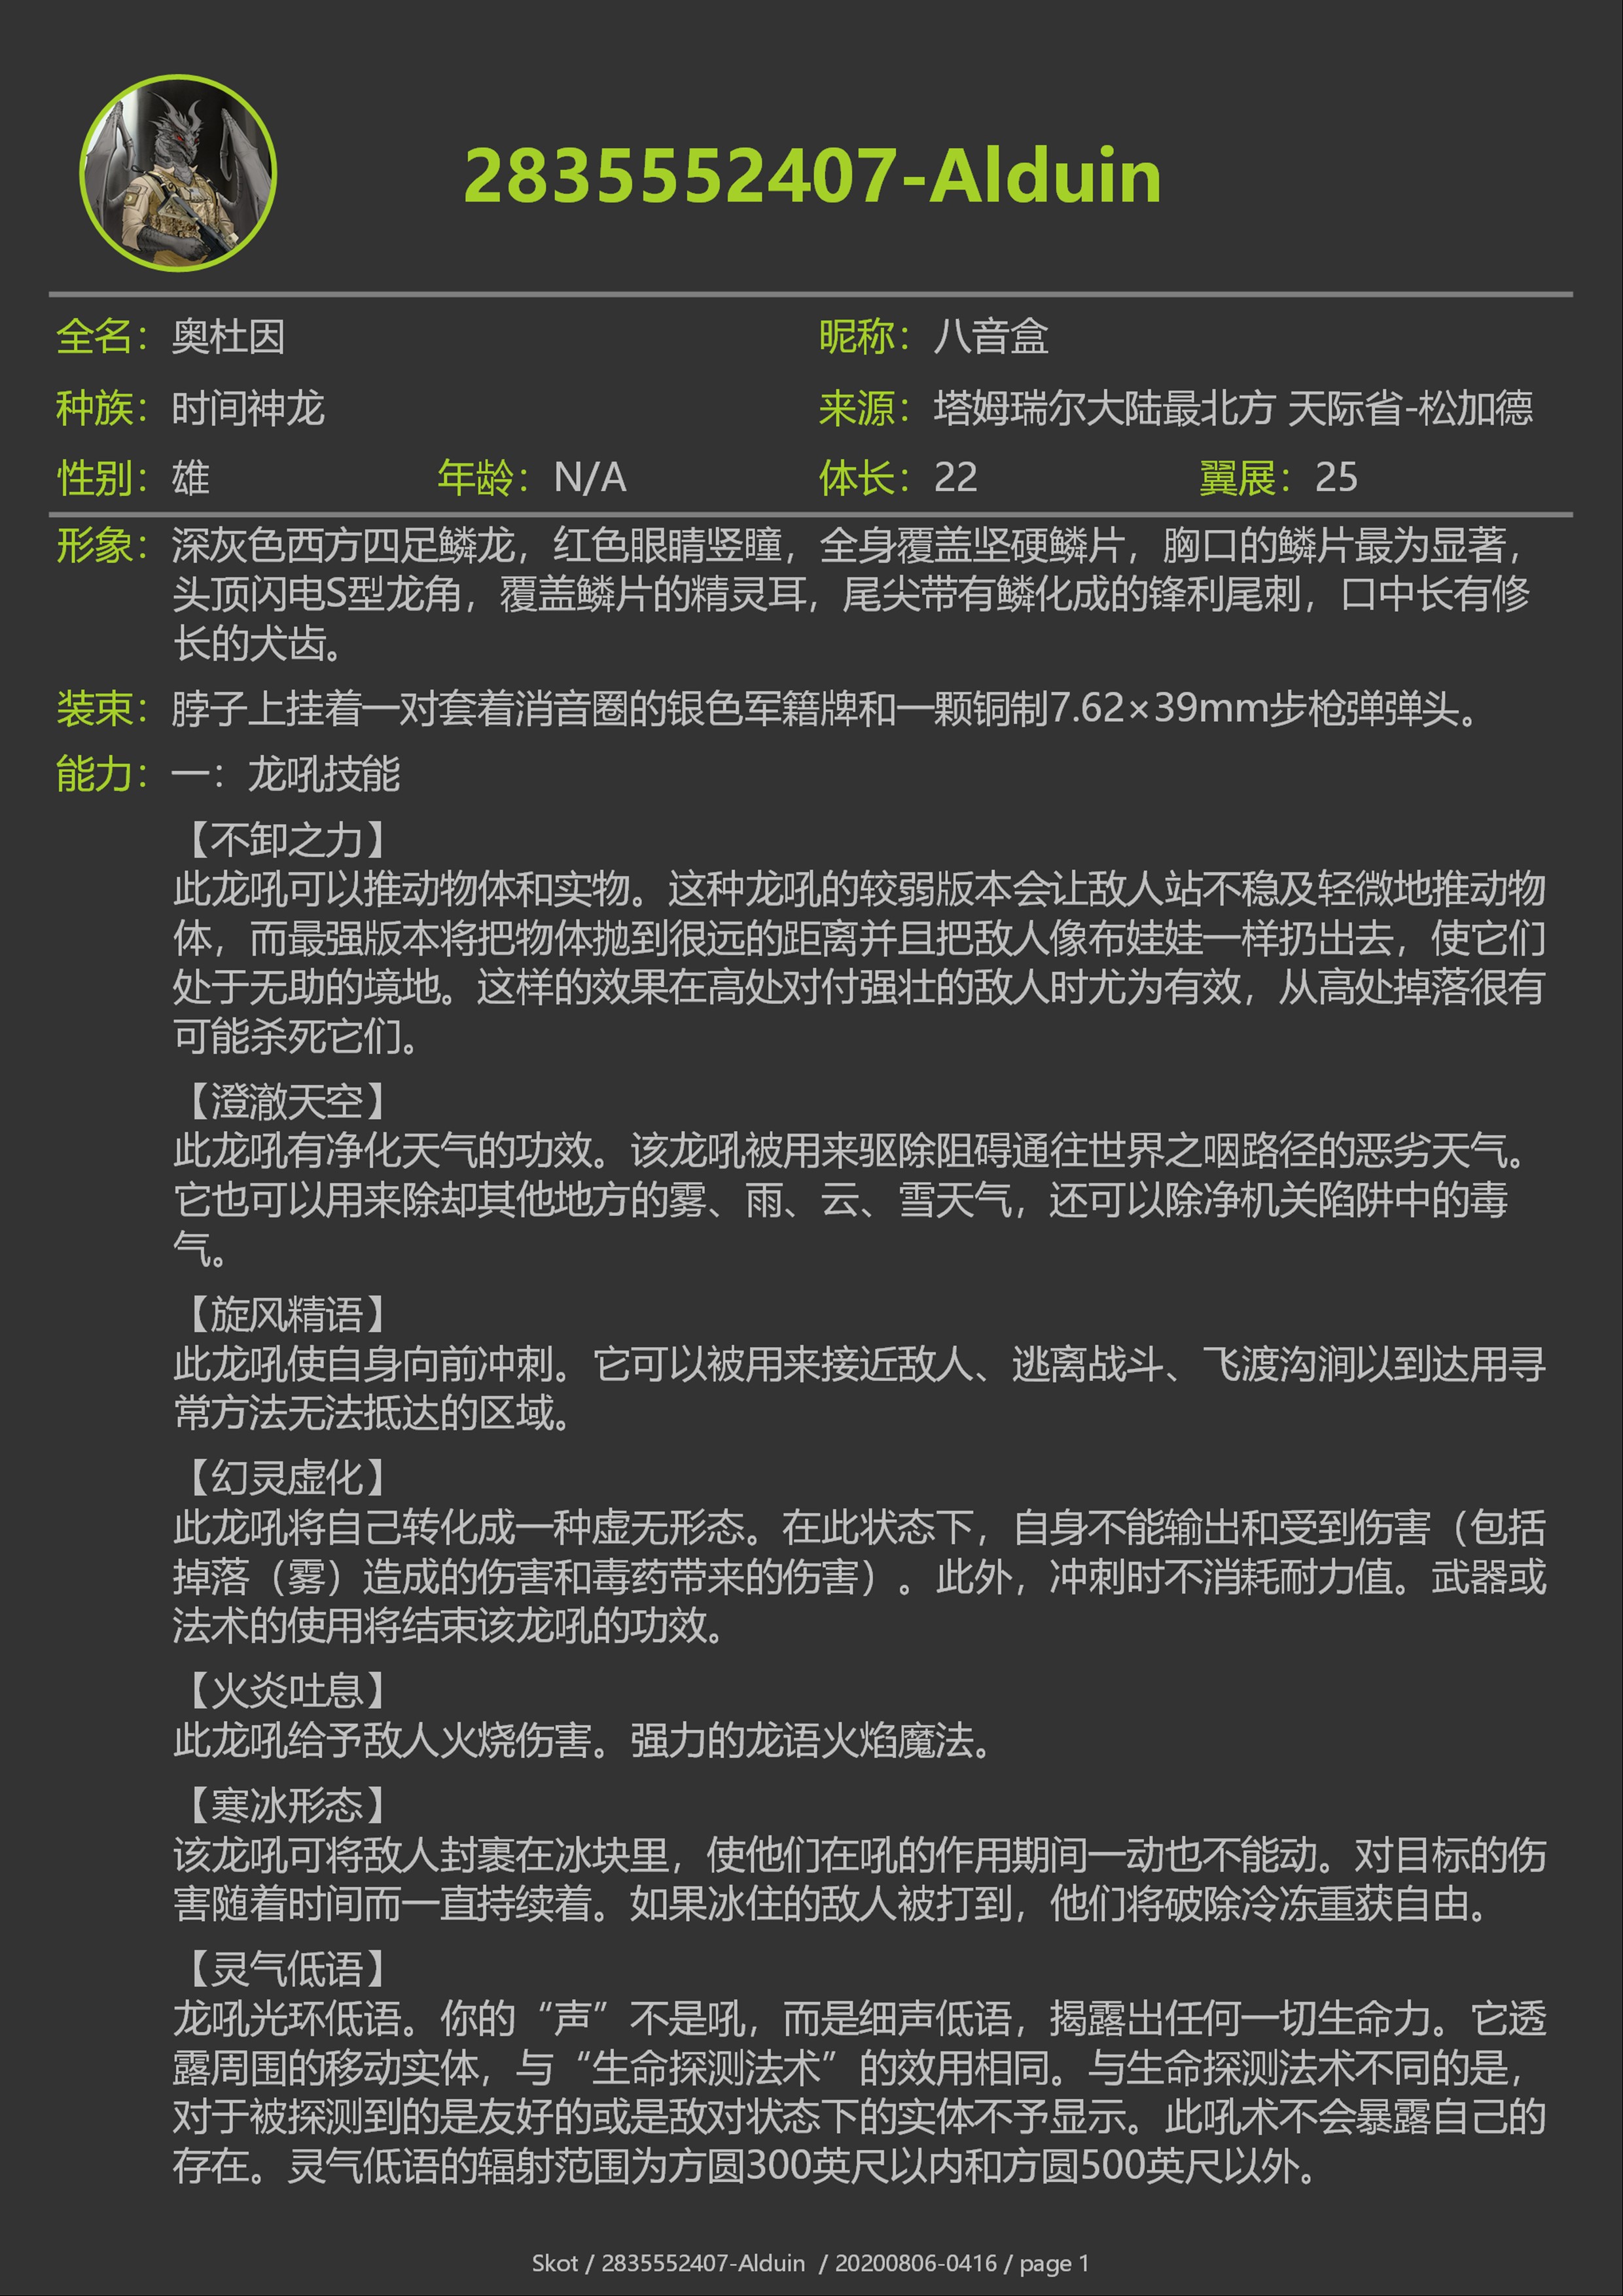 2835552407-Alduin
全名：奥杜因 昵称：八音盒
种族：时间神龙 来源：塔姆瑞尔大陆最北方 天际省-松加德
性别：雄 年龄：N/A 体长：22 翼展：25
形象：深灰色西方四足鳞龙，红色眼睛竖瞳，全身覆盖坚硬鳞片，胸口的鳞片最为显著，
头顶闪电S型龙角，覆盖鳞片的精灵耳，尾尖带有鳞化成的锋利尾刺，口中长有修
长的犬齿。
装束：脖子上挂着一对套着消音圈的银色军籍牌和一颗铜制7.62×39mm步枪弹弹头。
能力：一：龙吼技能
【不卸之力】
此龙吼可以推动物体和实物。这种龙吼的较弱版本会让敌人站不稳及轻微地推动物
体，而最强版本将把物体抛到很远的距离并且把敌人像布娃娃一样扔出去，使它们
处于无助的境地。这样的效果在高处对付强壮的敌人时尤为有效，从高处掉落很有
可能杀死它们。
【澄澈天空】
此龙吼有净化天气的功效。该龙吼被用来驱除阻碍通往世界之咽路径的恶劣天气。
它也可以用来除却其他地方的雾、雨、云、雪天气，还可以除净机关陷阱中的毒
气。
【旋风精语】
此龙吼使自身向前冲刺。它可以被用来接近敌人、逃离战斗、飞渡沟涧以到达用寻
常方法无法抵达的区域。
【幻灵虚化】
此龙吼将自己转化成一种虚无形态。在此状态下，自身不能输出和受到伤害（包括
掉落（雾）造成的伤害和毒药带来的伤害）。此外，冲刺时不消耗耐力值。武器或
法术的使用将结束该龙吼的功效。
【火炎吐息】
此龙吼给予敌人火烧伤害。强力的龙语火焰魔法。
【寒冰形态】
该龙吼可将敌人封裹在冰块里，使他们在吼的作用期间一动也不能动。对目标的伤
害随着时间而一直持续着。如果冰住的敌人被打到，他们将破除冷冻重获自由。
【灵气低语】
龙吼光环低语。你的“声”不是吼，而是细声低语，揭露出任何一切生命力。它透
露周围的移动实体，与“生命探测法术”的效用相同。与生命探测法术不同的是，
对于被探测到的是友好的或是敌对状态下的实体不予显示。此吼术不会暴露自己的
存在。灵气低语的辐射范围为方圆300英尺以内和方圆500英尺以外。
Skot / 2835552407-Alduin / 20200806-0416 / page 1